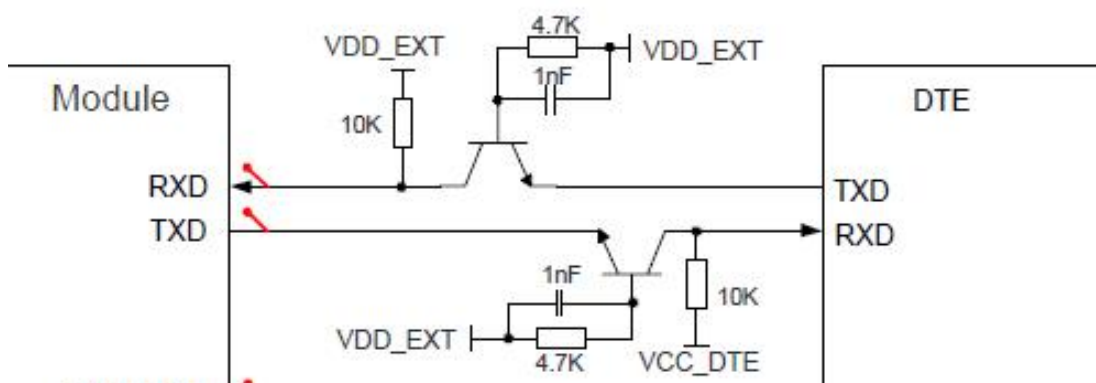 4.7K
VDD_EXT
VDD_EXT
1nF
Module
DTE
10K
RXD
TXD
TXD
RXD
1nF
10K
VDD_EXT
4.7K
VCC_DTE